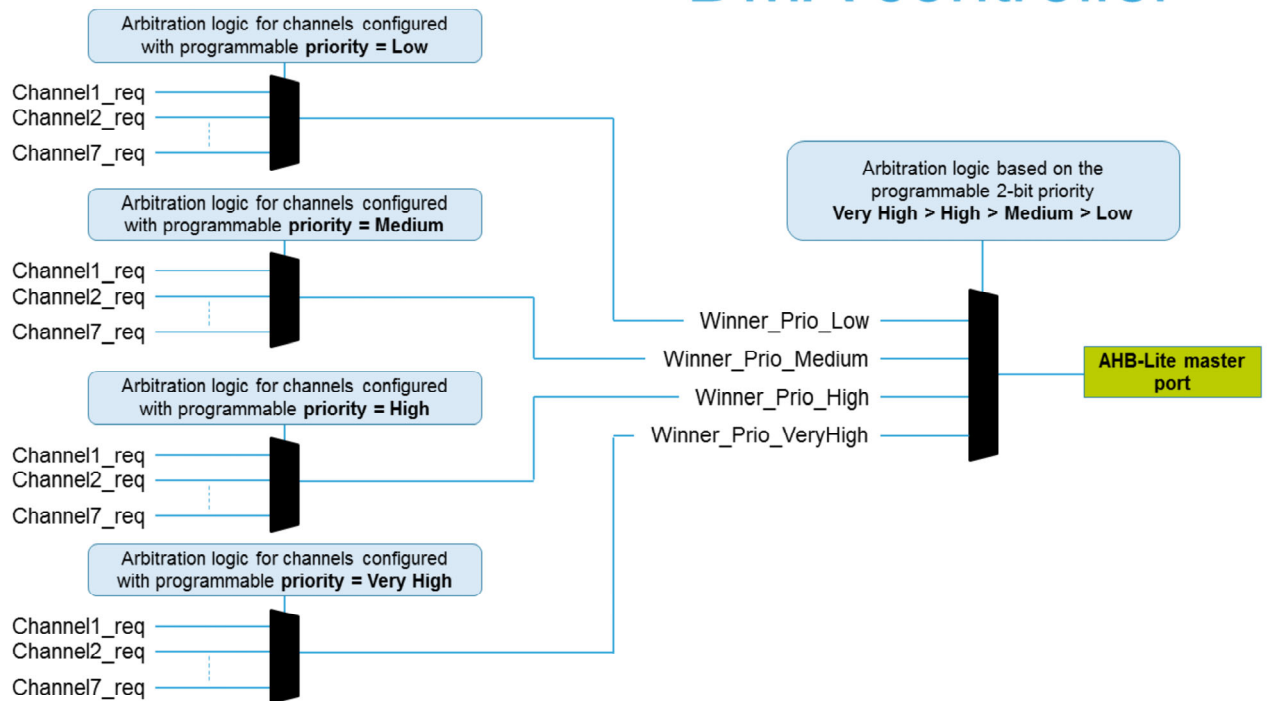 Arbitration logic for channels configured
with programmable priority = Low
Channel1_req
Channel2_req
Channel7_req
Arbitration logic for channels configured
with programmable priority = Medium
Channel1_req
Channel2_req
Channel7_req
Arbitration logic for channels configured
with programmable priority = High
Channel1_req
Channel2_req
Channel7_req
Arbitration logic for channels configured
with programmable priority = Very High
Channel1_req
Channel2_req
Channel7_req
Arbitration logic based on the
programmable 2-bit priority
Very High > High > Medium > Low
Winner_Prio_Low
Winner_Prio_Medium
Winner_Prio_High
Winner_Prio_VeryHigh
AHB-Lite master
port